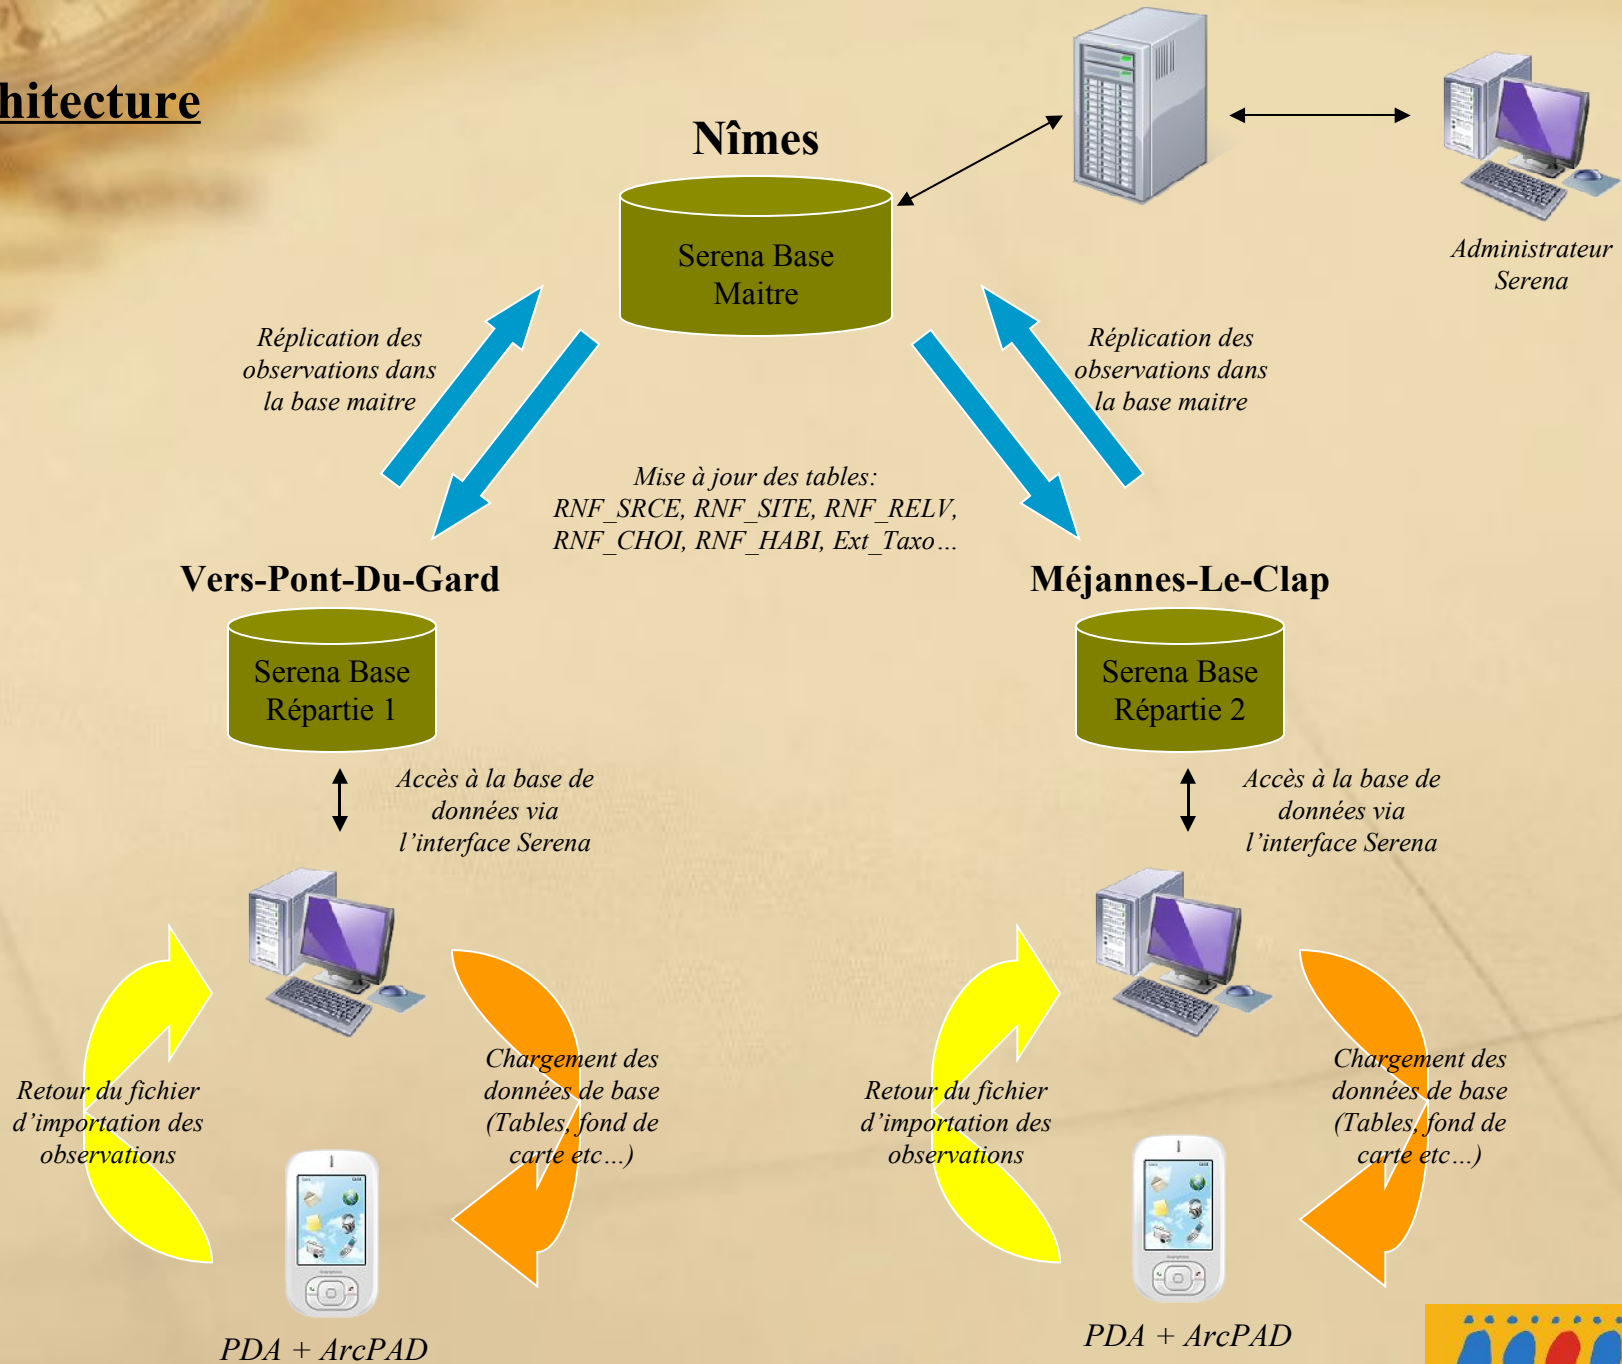 hitecture
Nîmes
Serena Base
Maitre
Administrateur
Serena
Réplication des
observations dans
la base maitre
Réplication des
observations dans
la base maitre
Mise à jour des tables:
RNF_SRCE, RNF_SITE, RNF_RELV,
RNF_CHOI, RNF_HABI, Ext_Taxo…
Vers-Pont-Du-Gard
Serena Base
Répartie 1
Accès à la base de
données via
l’interface Serena
Retour du fichier
d’importation des
observations
Chargement des
données de base
(Tables, fond de
carte etc…)
PDA + ArcPAD
Méjannes-Le-Clap
Serena Base
Répartie 2
Accès à la base de
données via
l’interface Serena
Retour du fichier
d’importation des
observations
Chargement des
données de base
(Tables, fond de
carte etc…)
PDA + ArcPAD